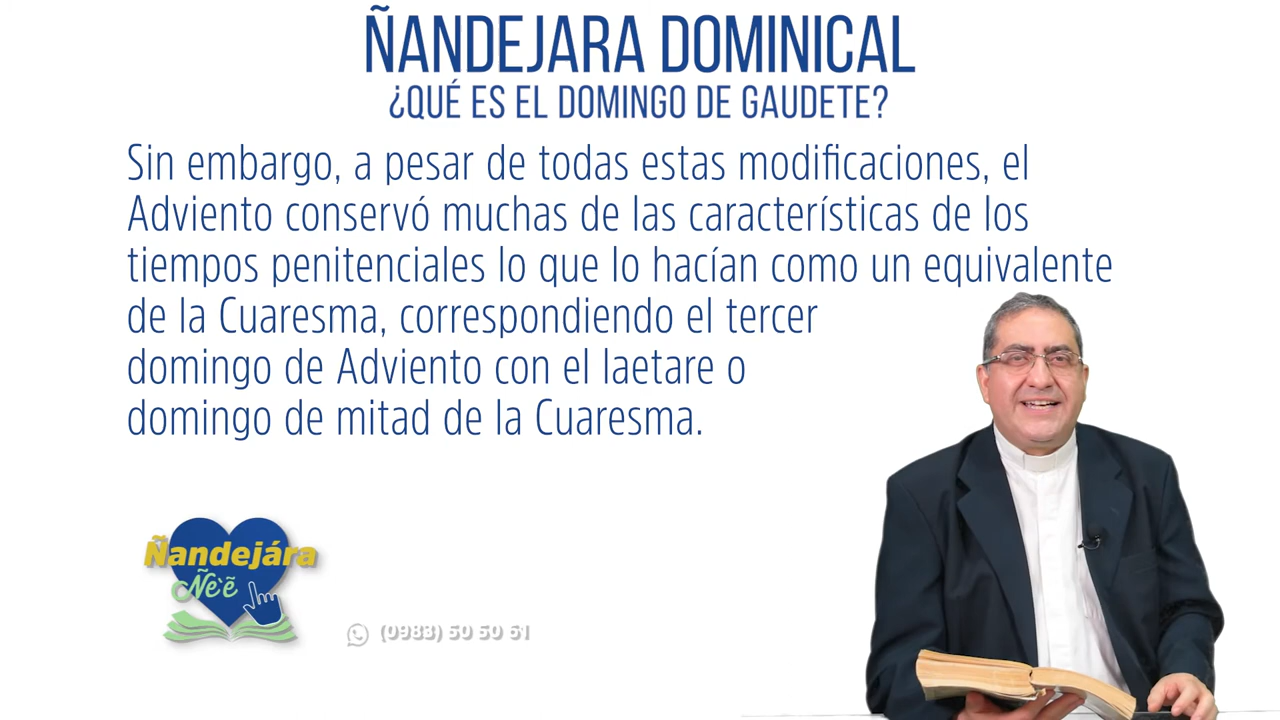 ÑANDEJARA DOMINICAL
¿QUÉ ES EL DOMINGO DE GAUDETE?
Sin embargo, a pesar de todas estas modificaciones, el
Adviento conservó muchas de las características de los
tiempos penitenciales lo que lo hacían como un equivalente
de la Cuaresma, correspondiendo el tercer
domingo de Adviento con el laetare o
domingo de mitad de la Cuaresma.
Ñandejára
Ñe'ẽ
(0983) 50 50 51